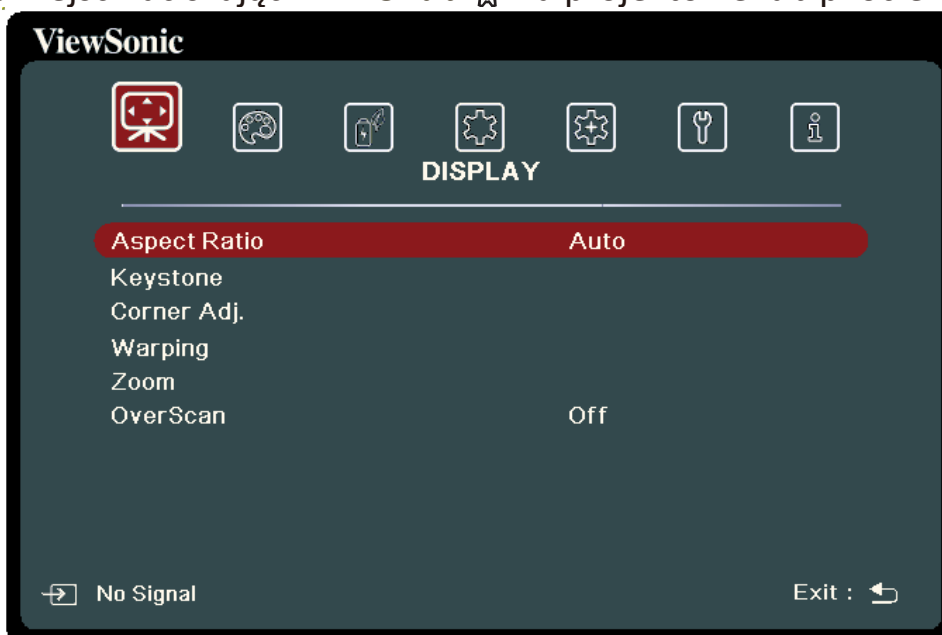 ViewSonic
DISPLAY
Aspect Ratio Auto
Keystone
Corner Adj.
Warping
Zoom
OverScan Off
No Signal Exit :